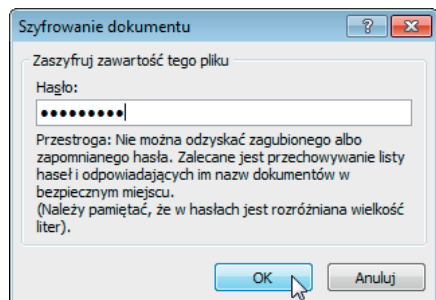 Szyfrowanie dokumentu
Zaszyfruj zawartość tego pliku
Hasło:
•••••••••
Przestroga: Nie można odzyskać zagubionego albo
zapomnianego hasła. Zalecane jest przechowywanie listy
haseł i odpowiadających im nazw dokumentów w
bezpiecznym miejscu.
(Należy pamiętać, że w hasłach jest rozróżniana wielkość
liter).
OK Anuluj